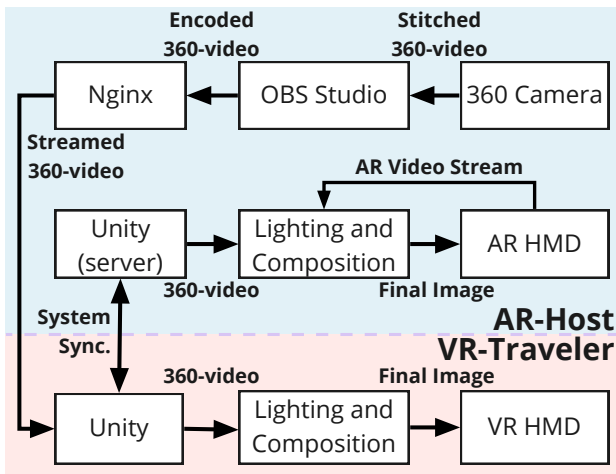 Encoded
360-video
Stitched
360-video
Nginx
OBS Studio
360 Camera
Streamed
360-video
AR Video Stream
Unity
(server)
Lighting and
Composition
AR HMD
360-video
Final Image
System
Sync.
AR-Host
VR-Traveler
360-video
Final Image
Unity
Lighting and
Composition
VR HMD